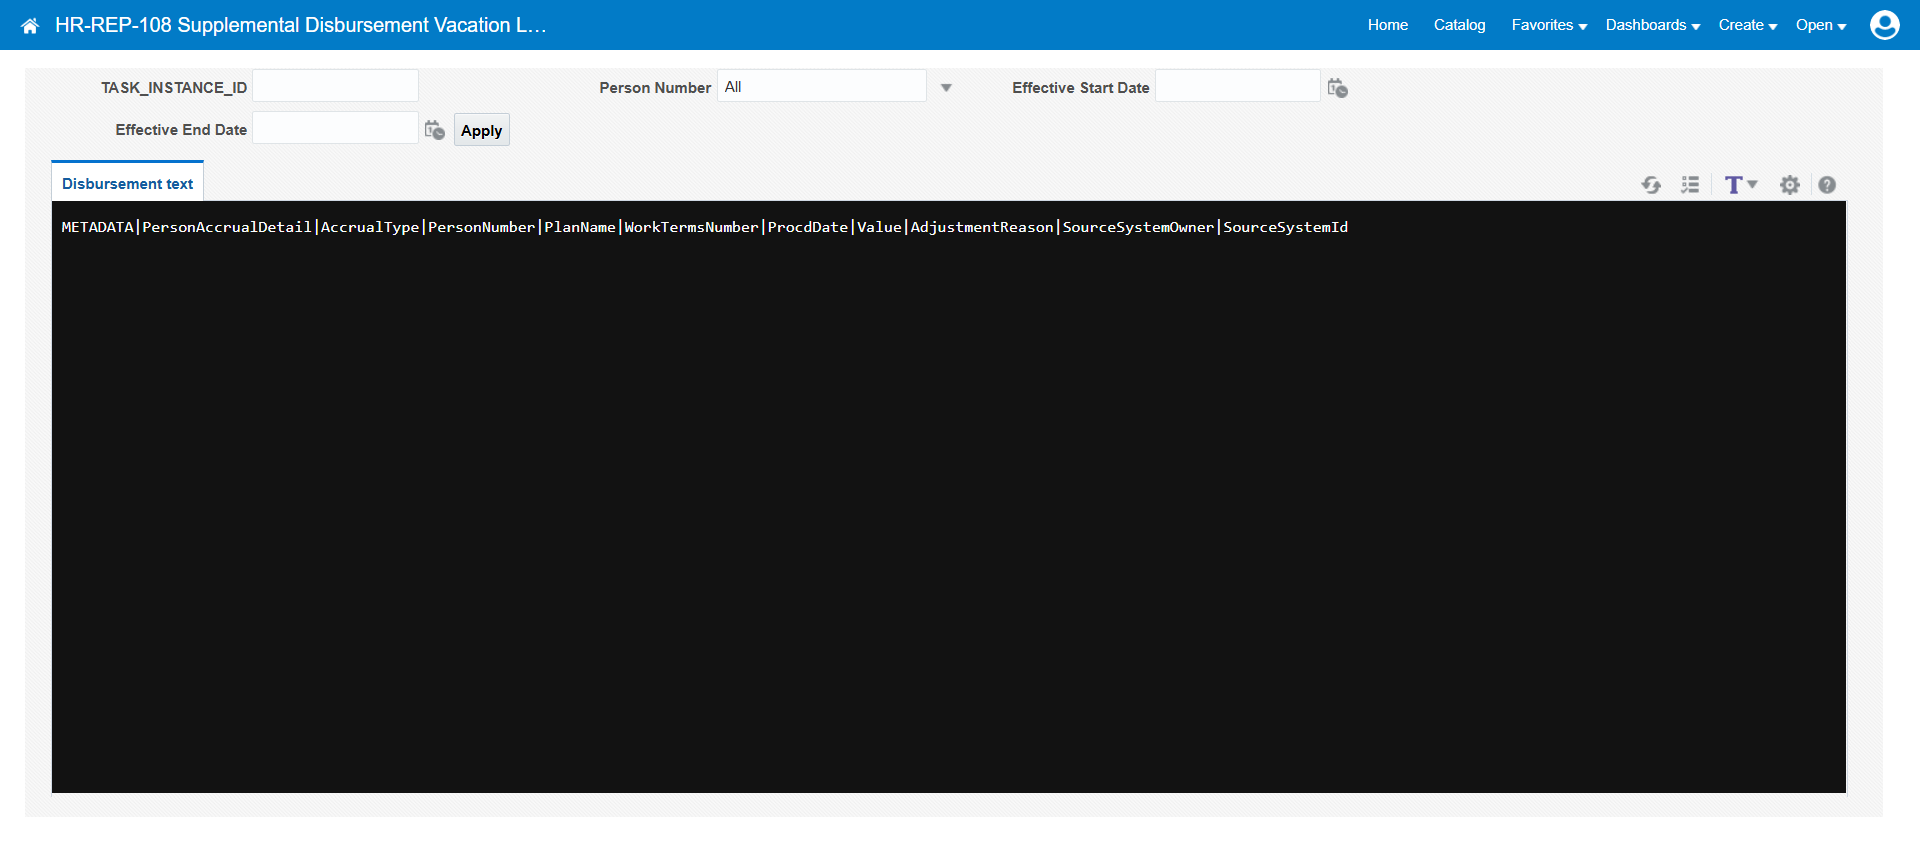 HR-REP-108 Supplemental Disbursement Vacation L...
Home Catalog Favorites Dashboards Create Open
TASK_INSTANCE_ID Person Number All Effective Start Date
Effective End Date Apply
Disbursement text
METADATA|PersonAccrualDetail|AccrualType|PersonNumber|PlanName|WorkTermsNumber|ProcdDate|Value|AdjustmentReason|SourceSystemOwner|SourceSystemId